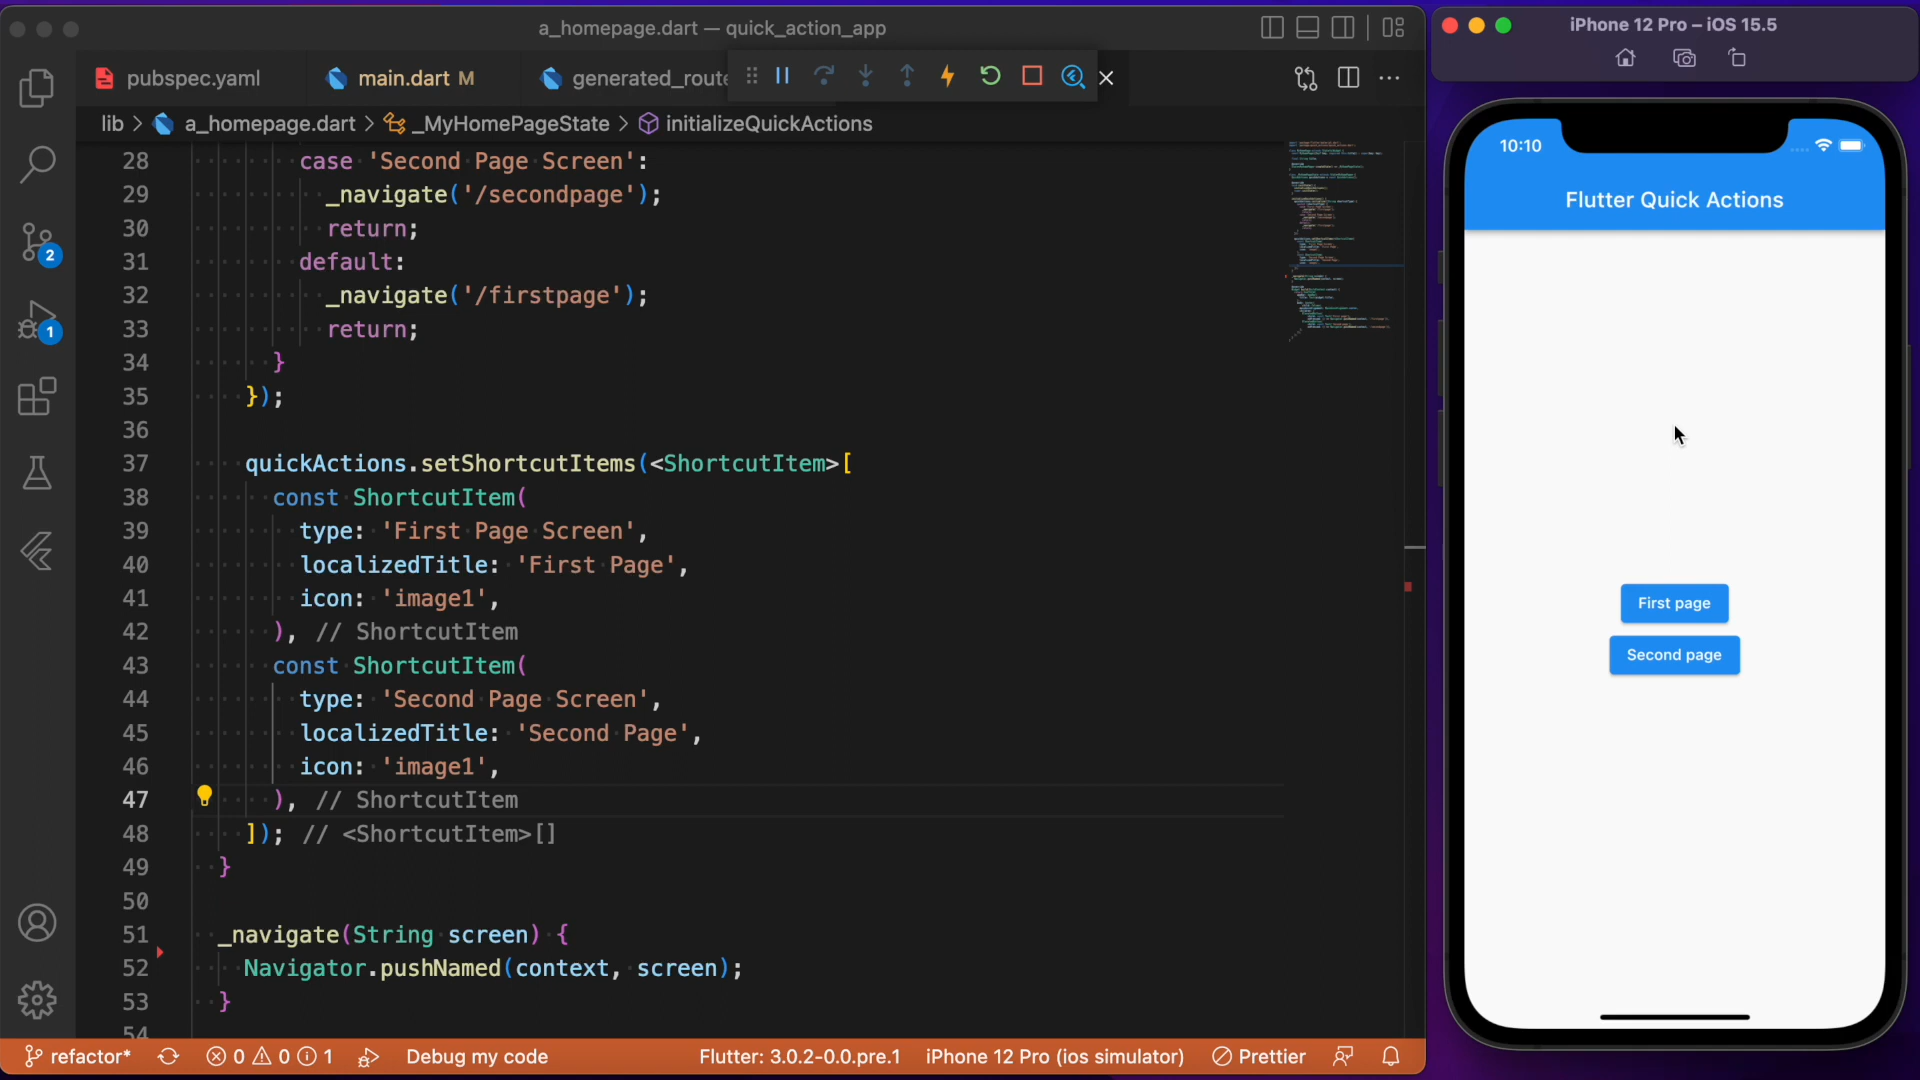 a_homepage.dart — quick_action_app
pubspec.yaml
main.dart M
generated_route
lib > a_homepage.dart > _MyHomePageState > initializeQuickActions
28 case 'Second Page Screen':
29 _navigate('/secondpage');
30 return;
31 default:
32 _navigate('/firstpage');
33 return;
34 }
35 });
36
37 quickActions.setShortcutItems(<ShortcutItem>[
38 const ShortcutItem(
39 type: 'First Page Screen',
40 localizedTitle: 'First Page',
41 icon: 'image1',
42 ), // ShortcutItem
43 const ShortcutItem(
44 type: 'Second Page Screen',
45 localizedTitle: 'Second Page',
46 icon: 'image1',
47 ), // ShortcutItem
48 ]); // <ShortcutItem>[]
49 }
50
51 _navigate(String screen) {
52 Navigator.pushNamed(context, screen);
53 }
54
2
1
refactor* 0 0 1 Debug my code Flutter: 3.0.2-0.0.pre.1 iPhone 12 Pro (ios simulator) Prettier
iPhone 12 Pro – iOS 15.5
10:10
Flutter Quick Actions
First page
Second page